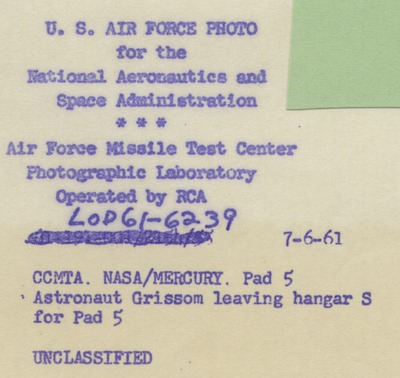 U. S. AIR FORCE PHOTO
for the
National Aeronautics and
Space Administration
* * *
Air Force Missile Test Center
Photographic Laboratory
Operated by RCA
LOD61-6239
7-6-61
CCMTA. NASA/MERCURY. Pad 5
Astronaut Grissom leaving hangar S
for Pad 5
UNCLASSIFIED